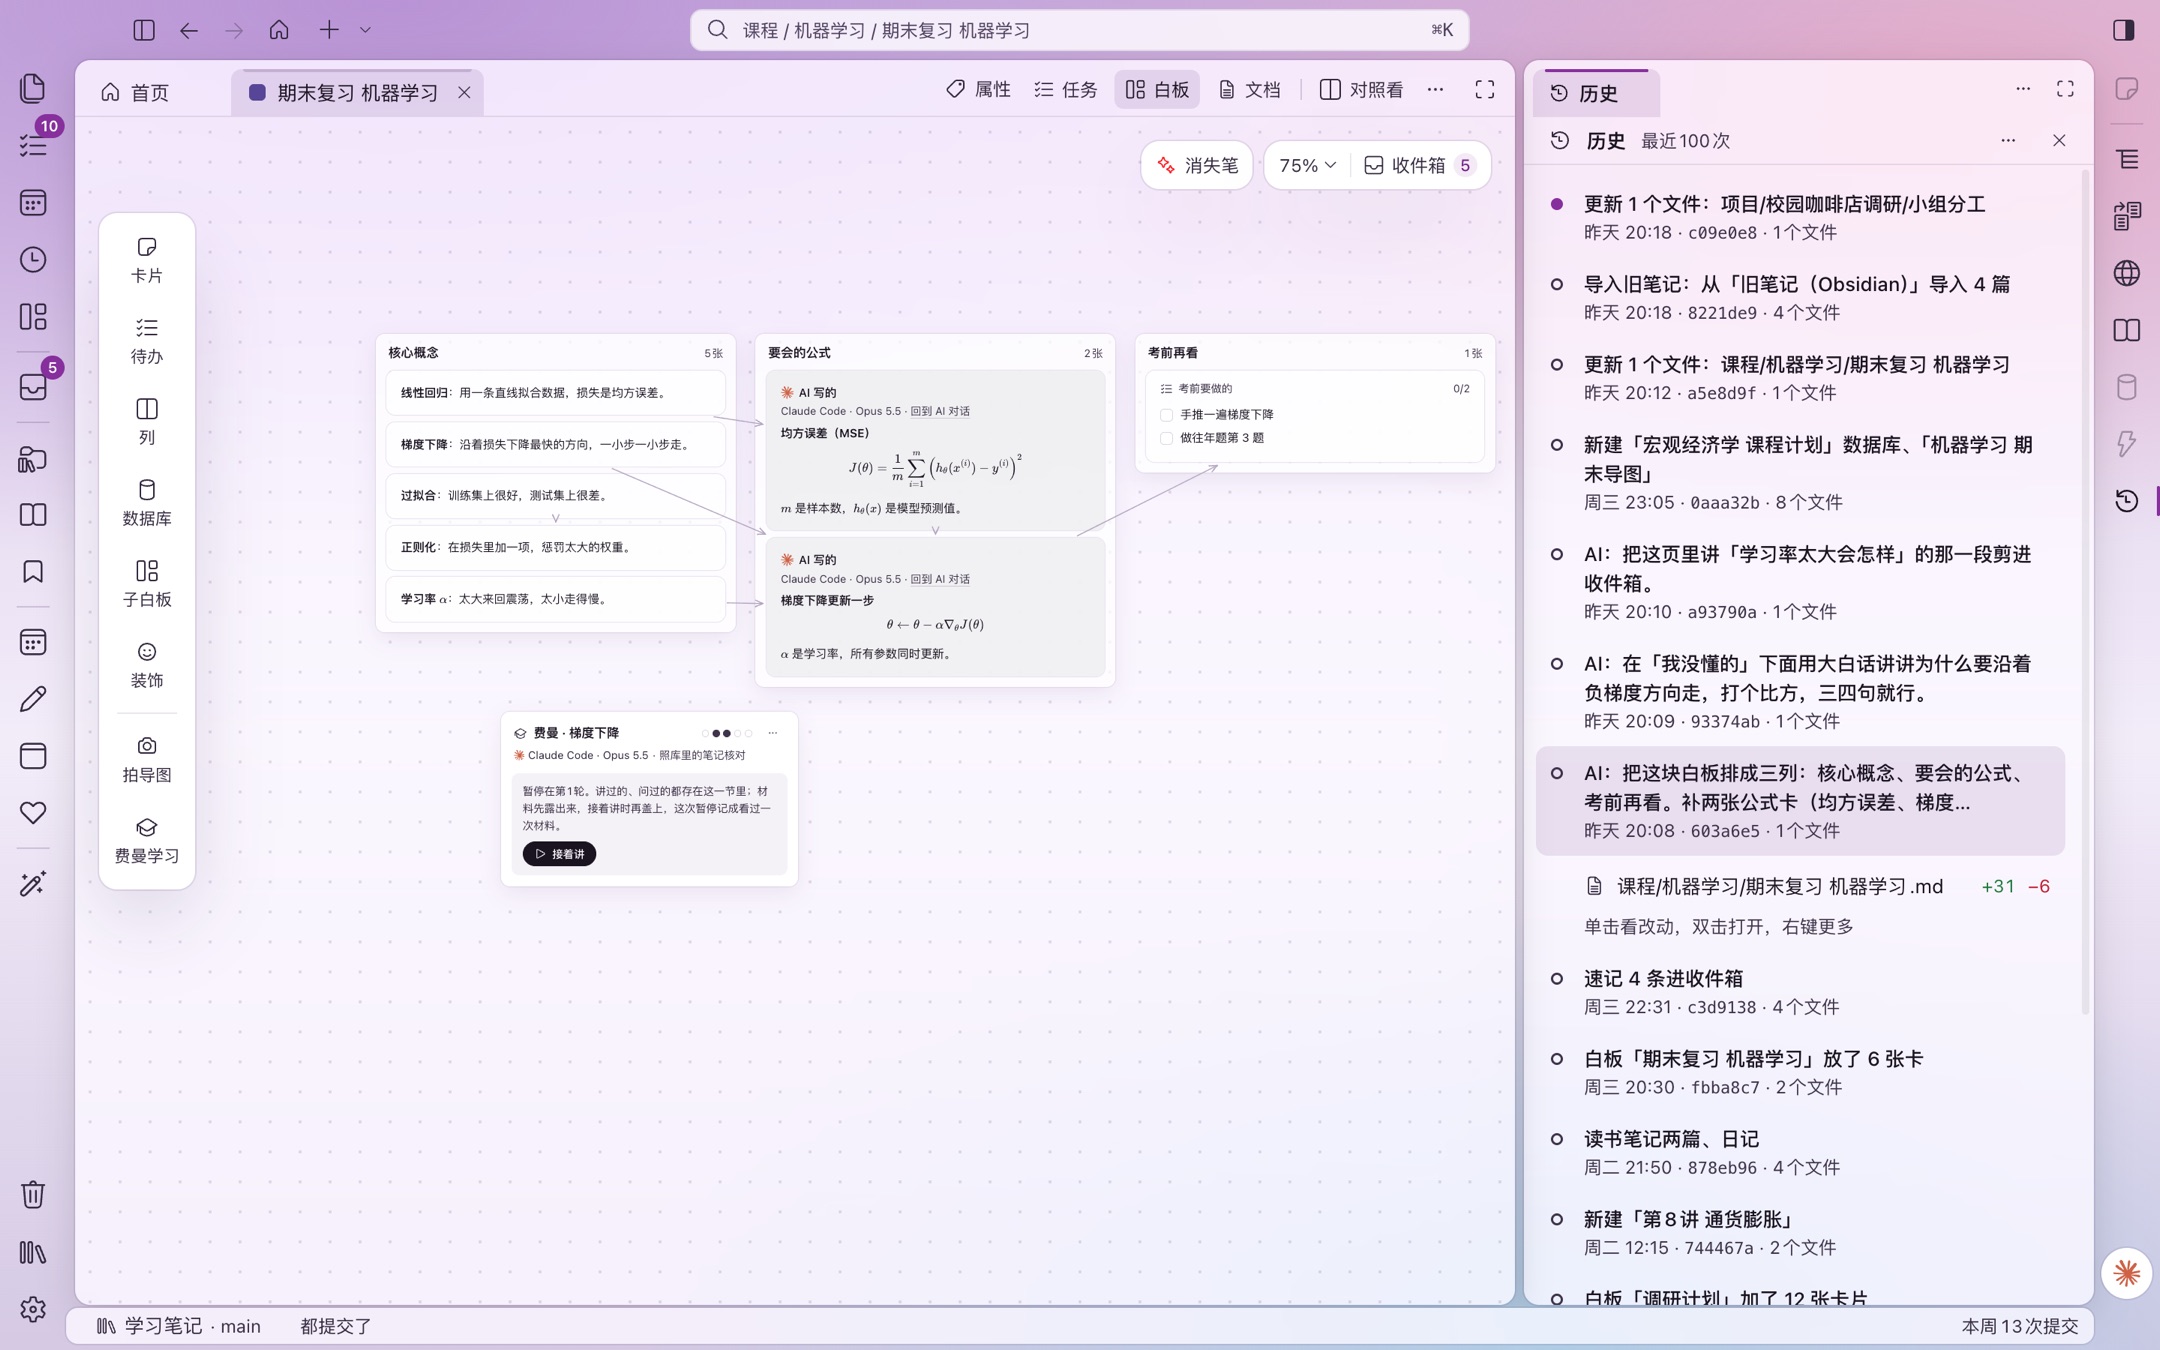 课程 / 机器学习 / 期末复习 机器学习
⌘K
首页
期末复习 机器学习
属性
任务
白板
文档
对照看
消失笔
75%
收件箱 5
10
5
卡片
待办
列
数据库
子白板
装饰
拍导图
费曼学习
核心概念 5张
线性回归：用一条直线拟合数据，损失是均方误差。
梯度下降：沿着损失下降最快的方向，一小步一小步走。
过拟合：训练集上很好，测试集上很差。
正则化：在损失里加一项，惩罚太大的权重。
学习率 α：太大来回震荡，太小走得慢。
要会的公式 2张
AI 写的
Claude Code · Opus 5.5 · 回到 AI 对话
均方误差（MSE）
J(θ) = 1/m ∑_{i=1}^{m} (h_θ(x^{(i)}) − y^{(i)})^2
m 是样本数，h_θ(x) 是模型预测值。
AI 写的
Claude Code · Opus 5.5 · 回到 AI 对话
梯度下降更新一步
θ ← θ − α∇_θJ(θ)
α 是学习率，所有参数同时更新。
考前再看 1张
考前要做的 0/2
手推一遍梯度下降
做往年题第 3 题
费曼 · 梯度下降
Claude Code · Opus 5.5 · 照库里的笔记核对
暂停在第1轮。讲过的、问过的都存在这一节里；材
料先露出来，接着讲时再盖上，这次暂停记成看过一
次材料。
接着讲
历史
历史 最近100次
更新 1 个文件：项目/校园咖啡店调研/小组分工
昨天 20:18 · c09e0e8 · 1个文件
导入旧笔记：从「旧笔记（Obsidian）」导入 4 篇
昨天 20:18 · 8221de9 · 4个文件
更新 1 个文件：课程/机器学习/期末复习 机器学习
昨天 20:12 · a5e8d9f · 1个文件
新建「宏观经济学 课程计划」数据库、「机器学习 期
末导图」
周三 23:05 · 0aaa32b · 8个文件
AI：把这页里讲「学习率太大会怎样」的那一段剪进
收件箱。
昨天 20:10 · a93790a · 1个文件
AI：在「我没懂的」下面用大白话讲讲为什么要沿着
负梯度方向走，打个比方，三四句就行。
昨天 20:09 · 93374ab · 1个文件
AI：把这块白板排成三列：核心概念、要会的公式、
考前再看。补两张公式卡（均方误差、梯度...
昨天 20:08 · 603a6e5 · 1个文件
课程/机器学习/期末复习 机器学习.md +31 −6
单击看改动，双击打开，右键更多
速记 4 条进收件箱
周三 22:31 · c3d9138 · 4个文件
白板「期末复习 机器学习」放了 6 张卡
周三 20:30 · fbba8c7 · 2个文件
读书笔记两篇、日记
周二 21:50 · 878eb96 · 4个文件
新建「第8讲 通货膨胀」
周二 12:15 · 744467a · 2个文件
白板「调研计划」加了 12 张卡片
学习笔记 · main
都提交了
本周13次提交